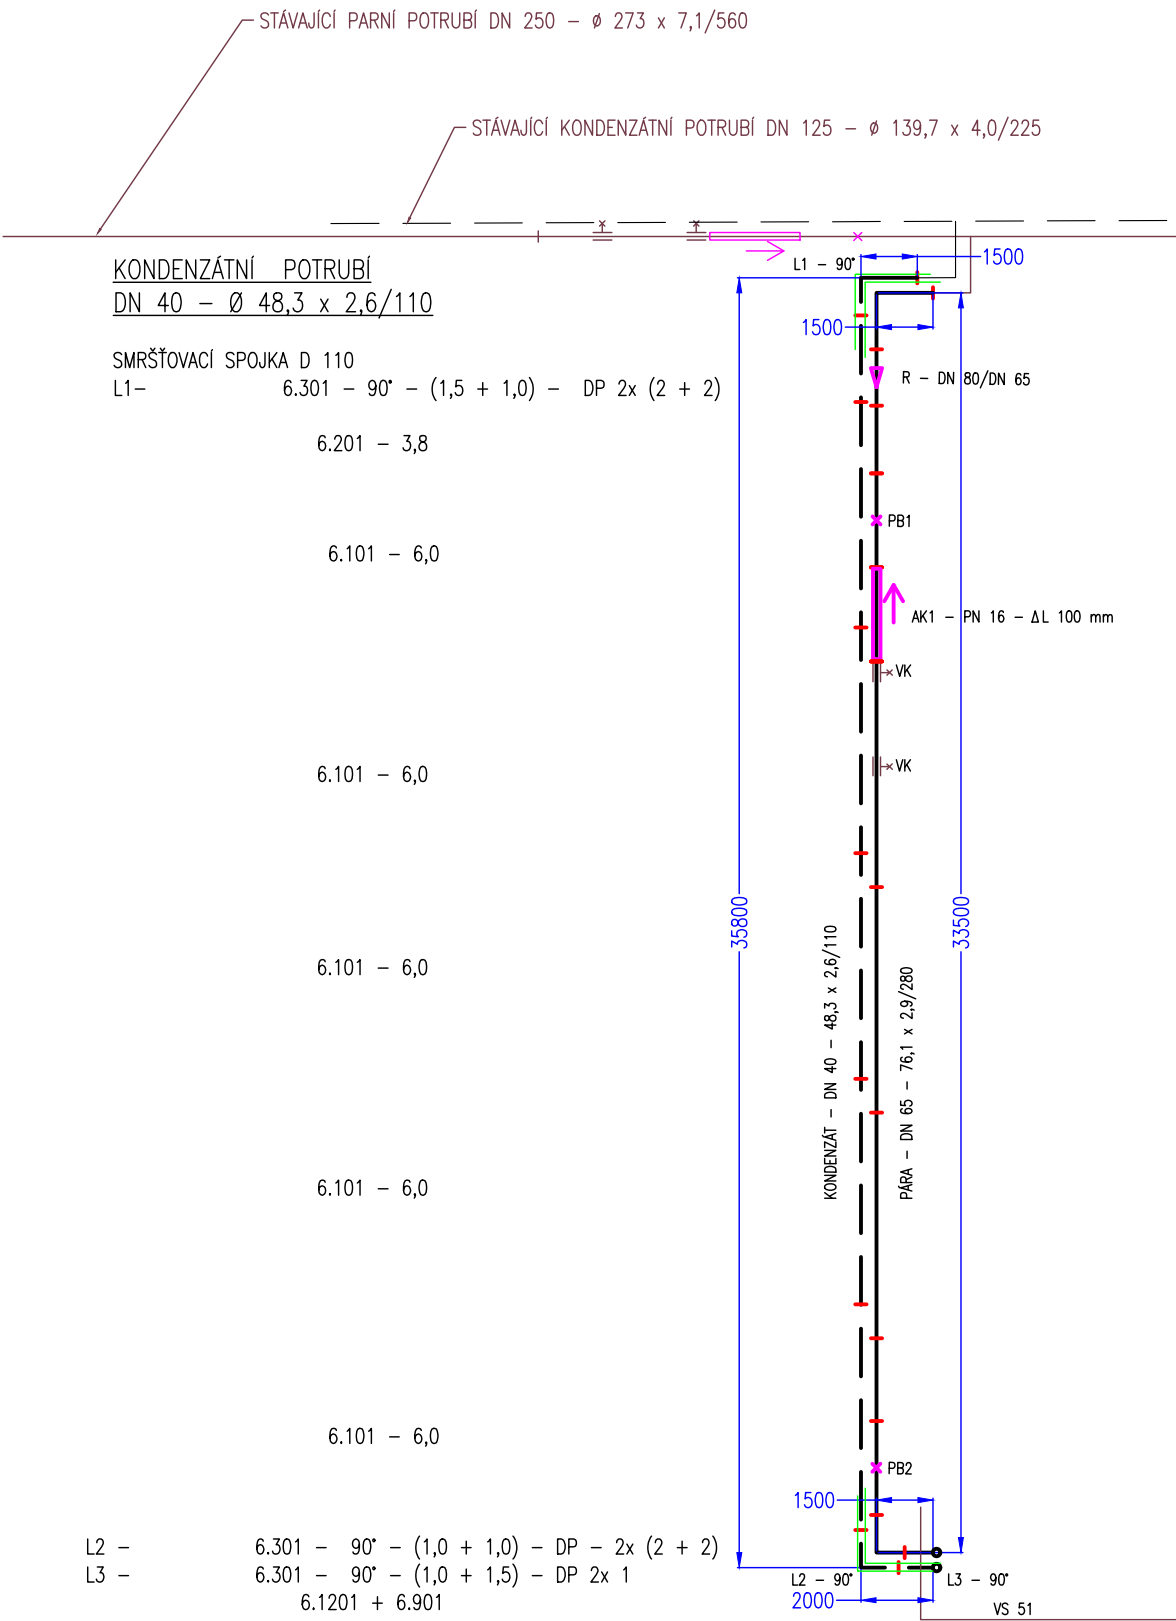 STÁVAJÍCÍ PARNÍ POTRUBÍ DN 250 – ø 273 x 7,1/560
STÁVAJÍCÍ KONDENZÁTNÍ POTRUBÍ DN 125 – ø 139,7 x 4,0/225
KONDENZÁTNÍ POTRUBÍ
DN 40 – Ø 48,3 x 2,6/110
SMRŠŤOVACÍ SPOJKA D 110
L1– 6.301 – 90° – (1,5 + 1,0) – DP 2x (2 + 2)
6.201 – 3,8
6.101 – 6,0
6.101 – 6,0
6.101 – 6,0
6.101 – 6,0
6.101 – 6,0
L2 – 6.301 – 90° – (1,0 + 1,0) – DP – 2x (2 + 2)
L3 – 6.301 – 90° – (1,0 + 1,5) – DP 2x 1
6.1201 + 6.901
L1 – 90°
1500
1500
R – DN 80/DN 65
PB1
AK1 – PN 16 – ΔL 100 mm
VK
VK
35800
33500
KONDENZÁT – DN 40 – 48,3 x 2,6/110
PÁRA – DN 65 – 76,1 x 2,9/280
PB2
1500
L2 – 90°
L3 – 90°
2000
VS 51